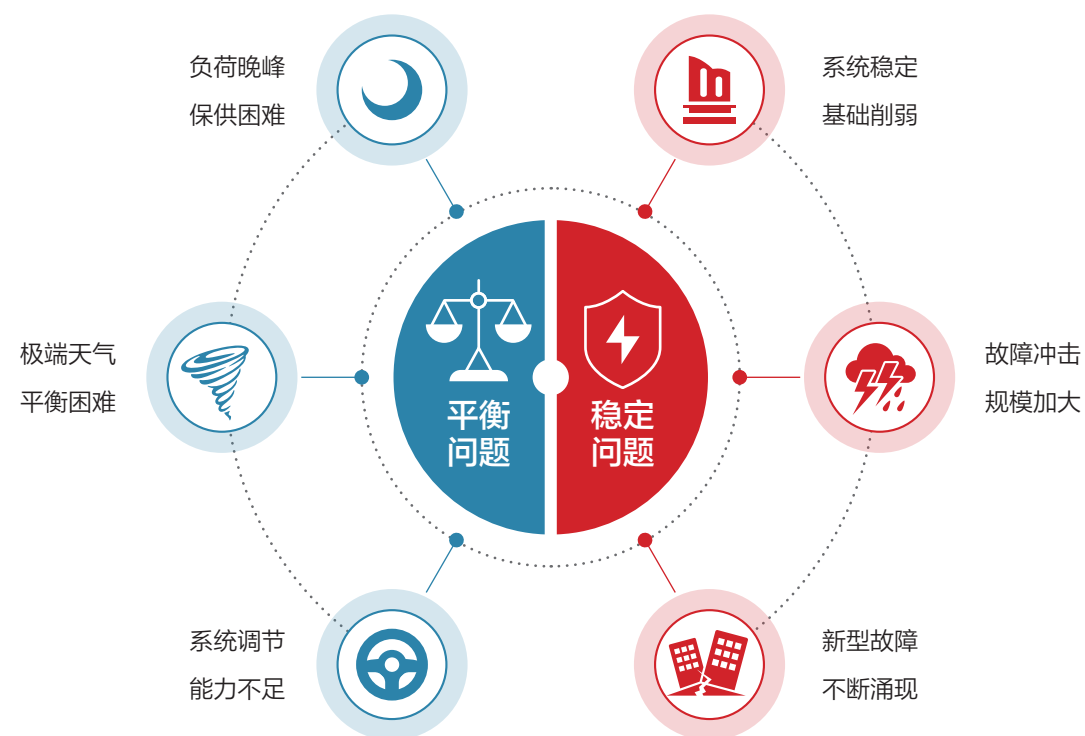 负荷晚峰
保供困难
系统稳定
基础削弱
极端天气
平衡困难
平衡
问题
稳定
问题
故障冲击
规模加大
系统调节
能力不足
新型故障
不断涌现